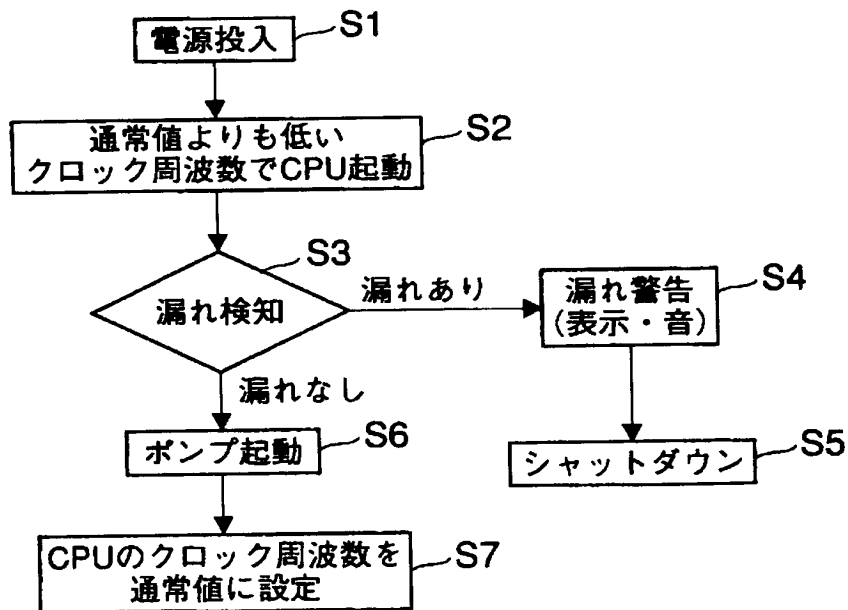 電源投入
S1
通常値よりも低い
クロック周波数でCPU起動
S2
漏れ検知
S3
漏れあり
漏れ警告
(表示・音)
S4
漏れなし
ポンプ起動
S6
シャットダウン
S5
CPUのクロック周波数を
通常値に設定
S7